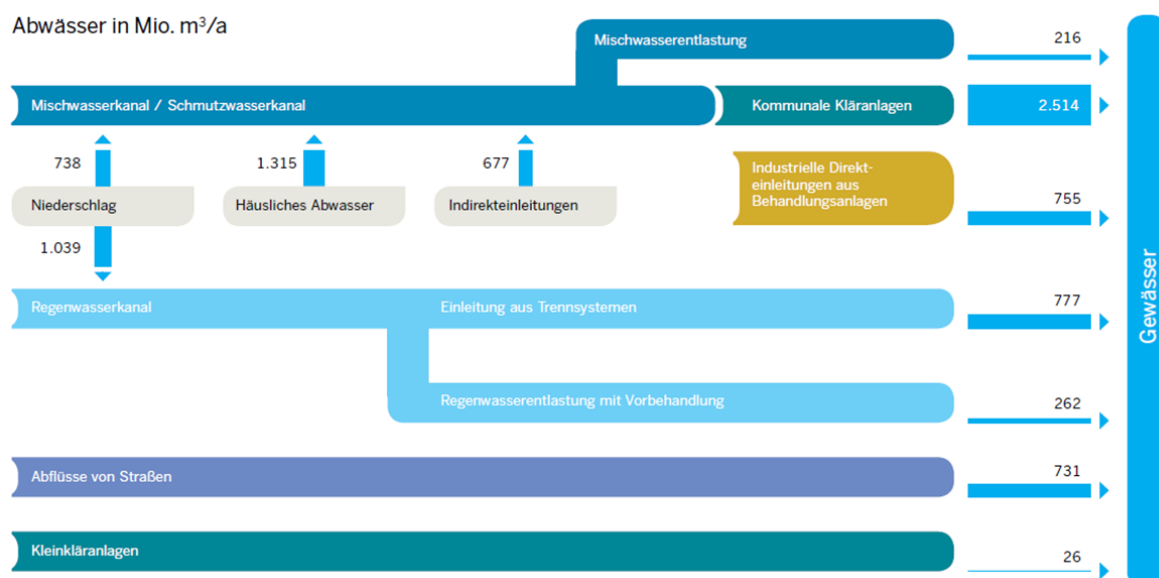 Abwässer in Mio. m³/a
Mischwasserentlastung
216
Mischwasserkanal / Schmutzwasserkanal
Kommunale Kläranlagen
2.514
738
1.315
677
Niederschlag
Häusliches Abwasser
Indirekteinleitungen
Industrielle Direkt-
einleitungen aus
Behandlungsanlagen
755
1.039
Regenwasserkanal
Einleitung aus Trennsystemen
777
Regenwasserentlastung mit Vorbehandlung
262
Abflüsse von Straßen
731
Kleinkläranlagen
26
Gewässer